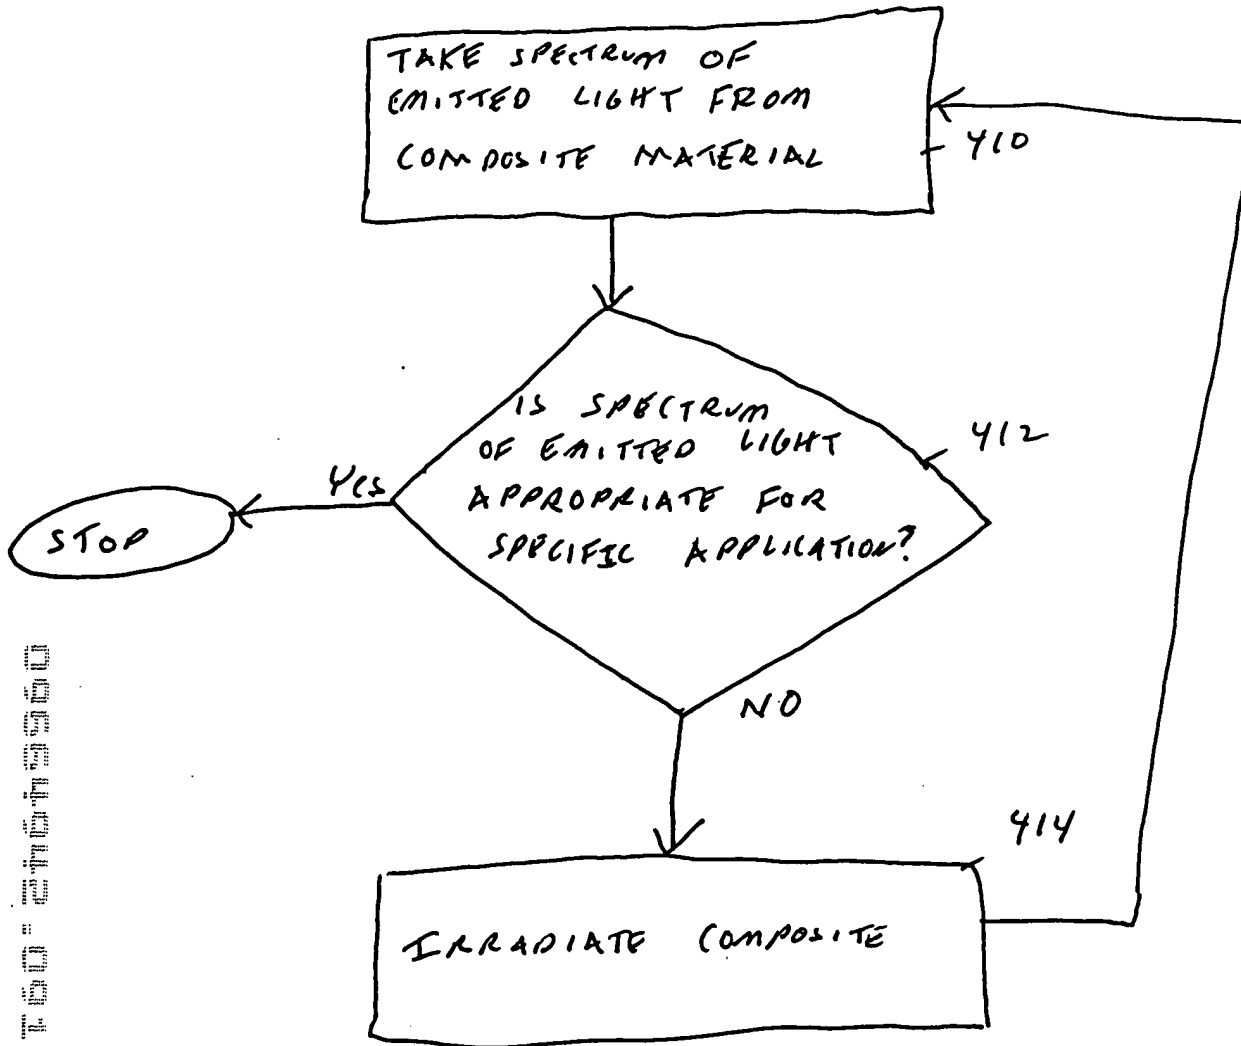 TAKE SPECTRUM OF
EMITTED LIGHT FROM
COMPOSITE MATERIAL
410
IS SPECTRUM
OF EMITTED LIGHT
APPROPRIATE FOR
SPECIFIC APPLICATION?
412
YES
STOP
NO
414
IRRADIATE COMPOSITE